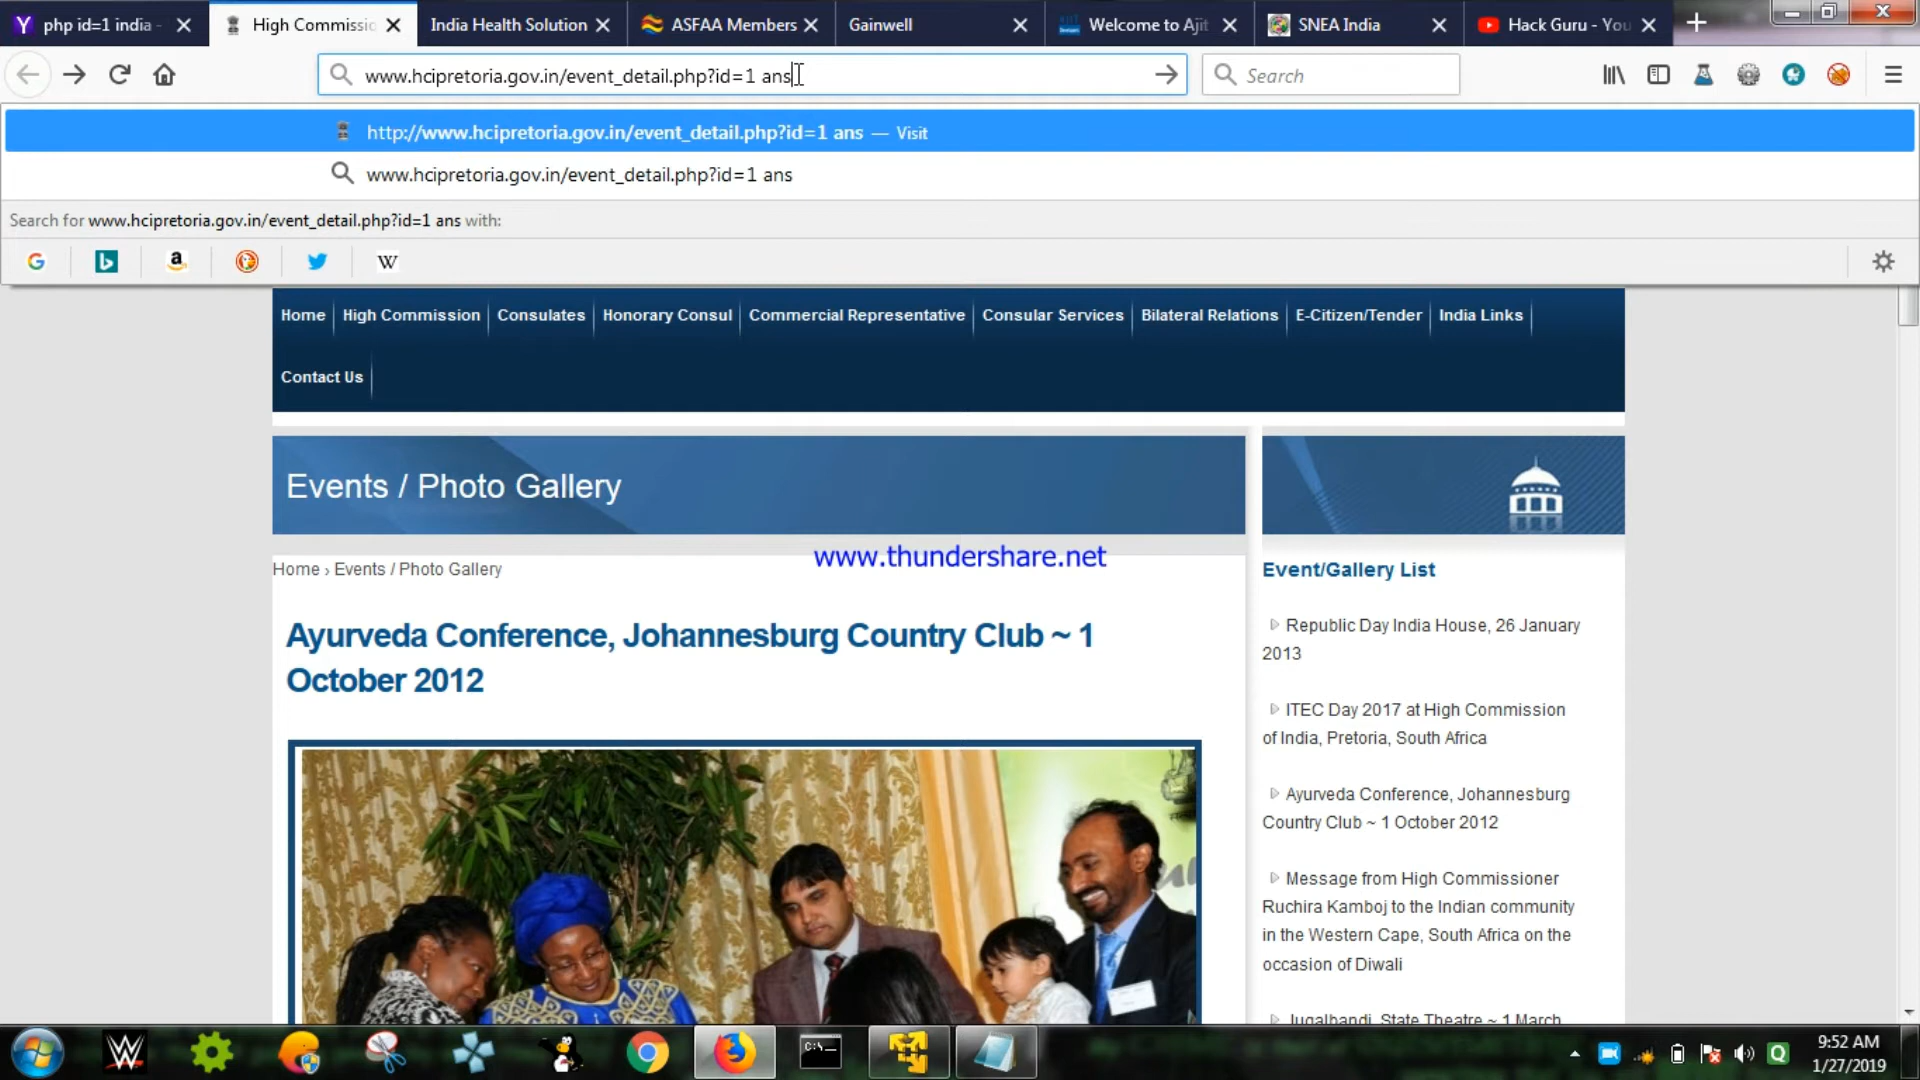 php id=1 india -
High Commissio
India Health Solution
ASFAA Members
Gainwell
Welcome to Ajit
SNEA India
Hack Guru - You
www.hcipretoria.gov.in/event_detail.php?id=1 ans
Search
http://www.hcipretoria.gov.in/event_detail.php?id=1 ans — Visit
www.hcipretoria.gov.in/event_detail.php?id=1 ans
Search for www.hcipretoria.gov.in/event_detail.php?id=1 ans with:
Home
High Commission
Consulates
Honorary Consul
Commercial Representative
Consular Services
Bilateral Relations
E-Citizen/Tender
India Links
Contact Us
Events / Photo Gallery
www.thundershare.net
Home › Events / Photo Gallery
Ayurveda Conference, Johannesburg Country Club ~ 1
October 2012
Event/Gallery List
Republic Day India House, 26 January
2013
ITEC Day 2017 at High Commission
of India, Pretoria, South Africa
Ayurveda Conference, Johannesburg
Country Club ~ 1 October 2012
Message from High Commissioner
Ruchira Kamboj to the Indian community
in the Western Cape, South Africa on the
occasion of Diwali
Jugalbandi, State Theatre ~ 1 March
9:52 AM
1/27/2019